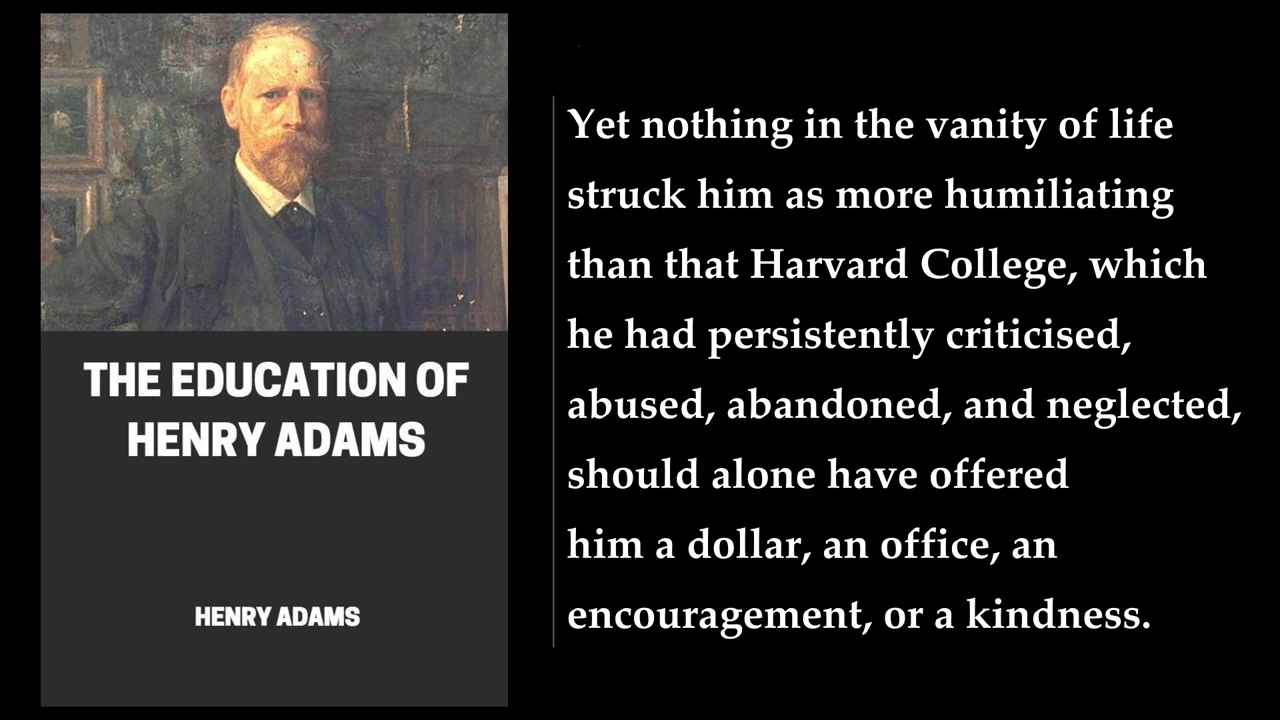 THE EDUCATION OF
HENRY ADAMS
HENRY ADAMS
Yet nothing in the vanity of life
struck him as more humiliating
than that Harvard College, which
he had persistently criticised,
abused, abandoned, and neglected,
should alone have offered
him a dollar, an office, an
encouragement, or a kindness.